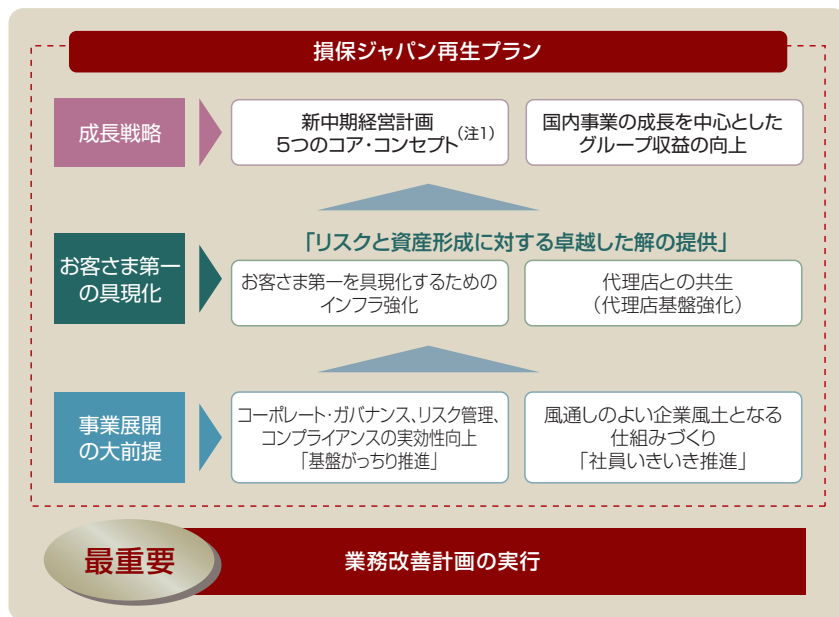 損保ジャパン再生プラン
成長戦略
新中期経営計画
5つのコア・コンセプト(注1)
国内事業の成長を中心とした
グループ収益の向上
「リスクと資産形成に対する卓越した解の提供」
お客さま第一
の具現化
お客さま第一を具現化するための
インフラ強化
代理店との共生
(代理店基盤強化)
事業展開
の大前提
コーポレート・ガバナンス、リスク管理、
コンプライアンスの実効性向上
「基盤がっちり推進」
風通しのよい企業風土となる
仕組みづくり
「社員いきいき推進」
最重要
業務改善計画の実行